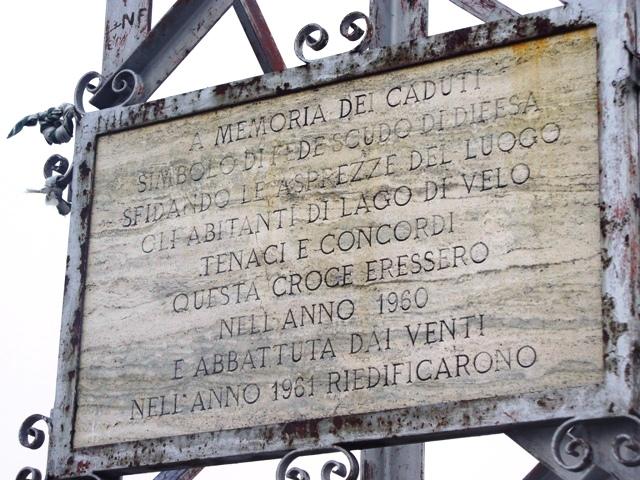 NF
A MEMORIA DEI CADUTI
SIMBOLO DI FEDE SCUDO DI DIFESA
SFIDANDO LE ASPREZZE DEL LUOGO
GLI ABITANTI DI LAGO DI VELO
TENACI E CONCORDI
QUESTA CROCE ERESSERO
NELL'ANNO 1960
E ABBATTUTA DAI VENTI
NELL'ANNO 1961 RIEDIFICARONO